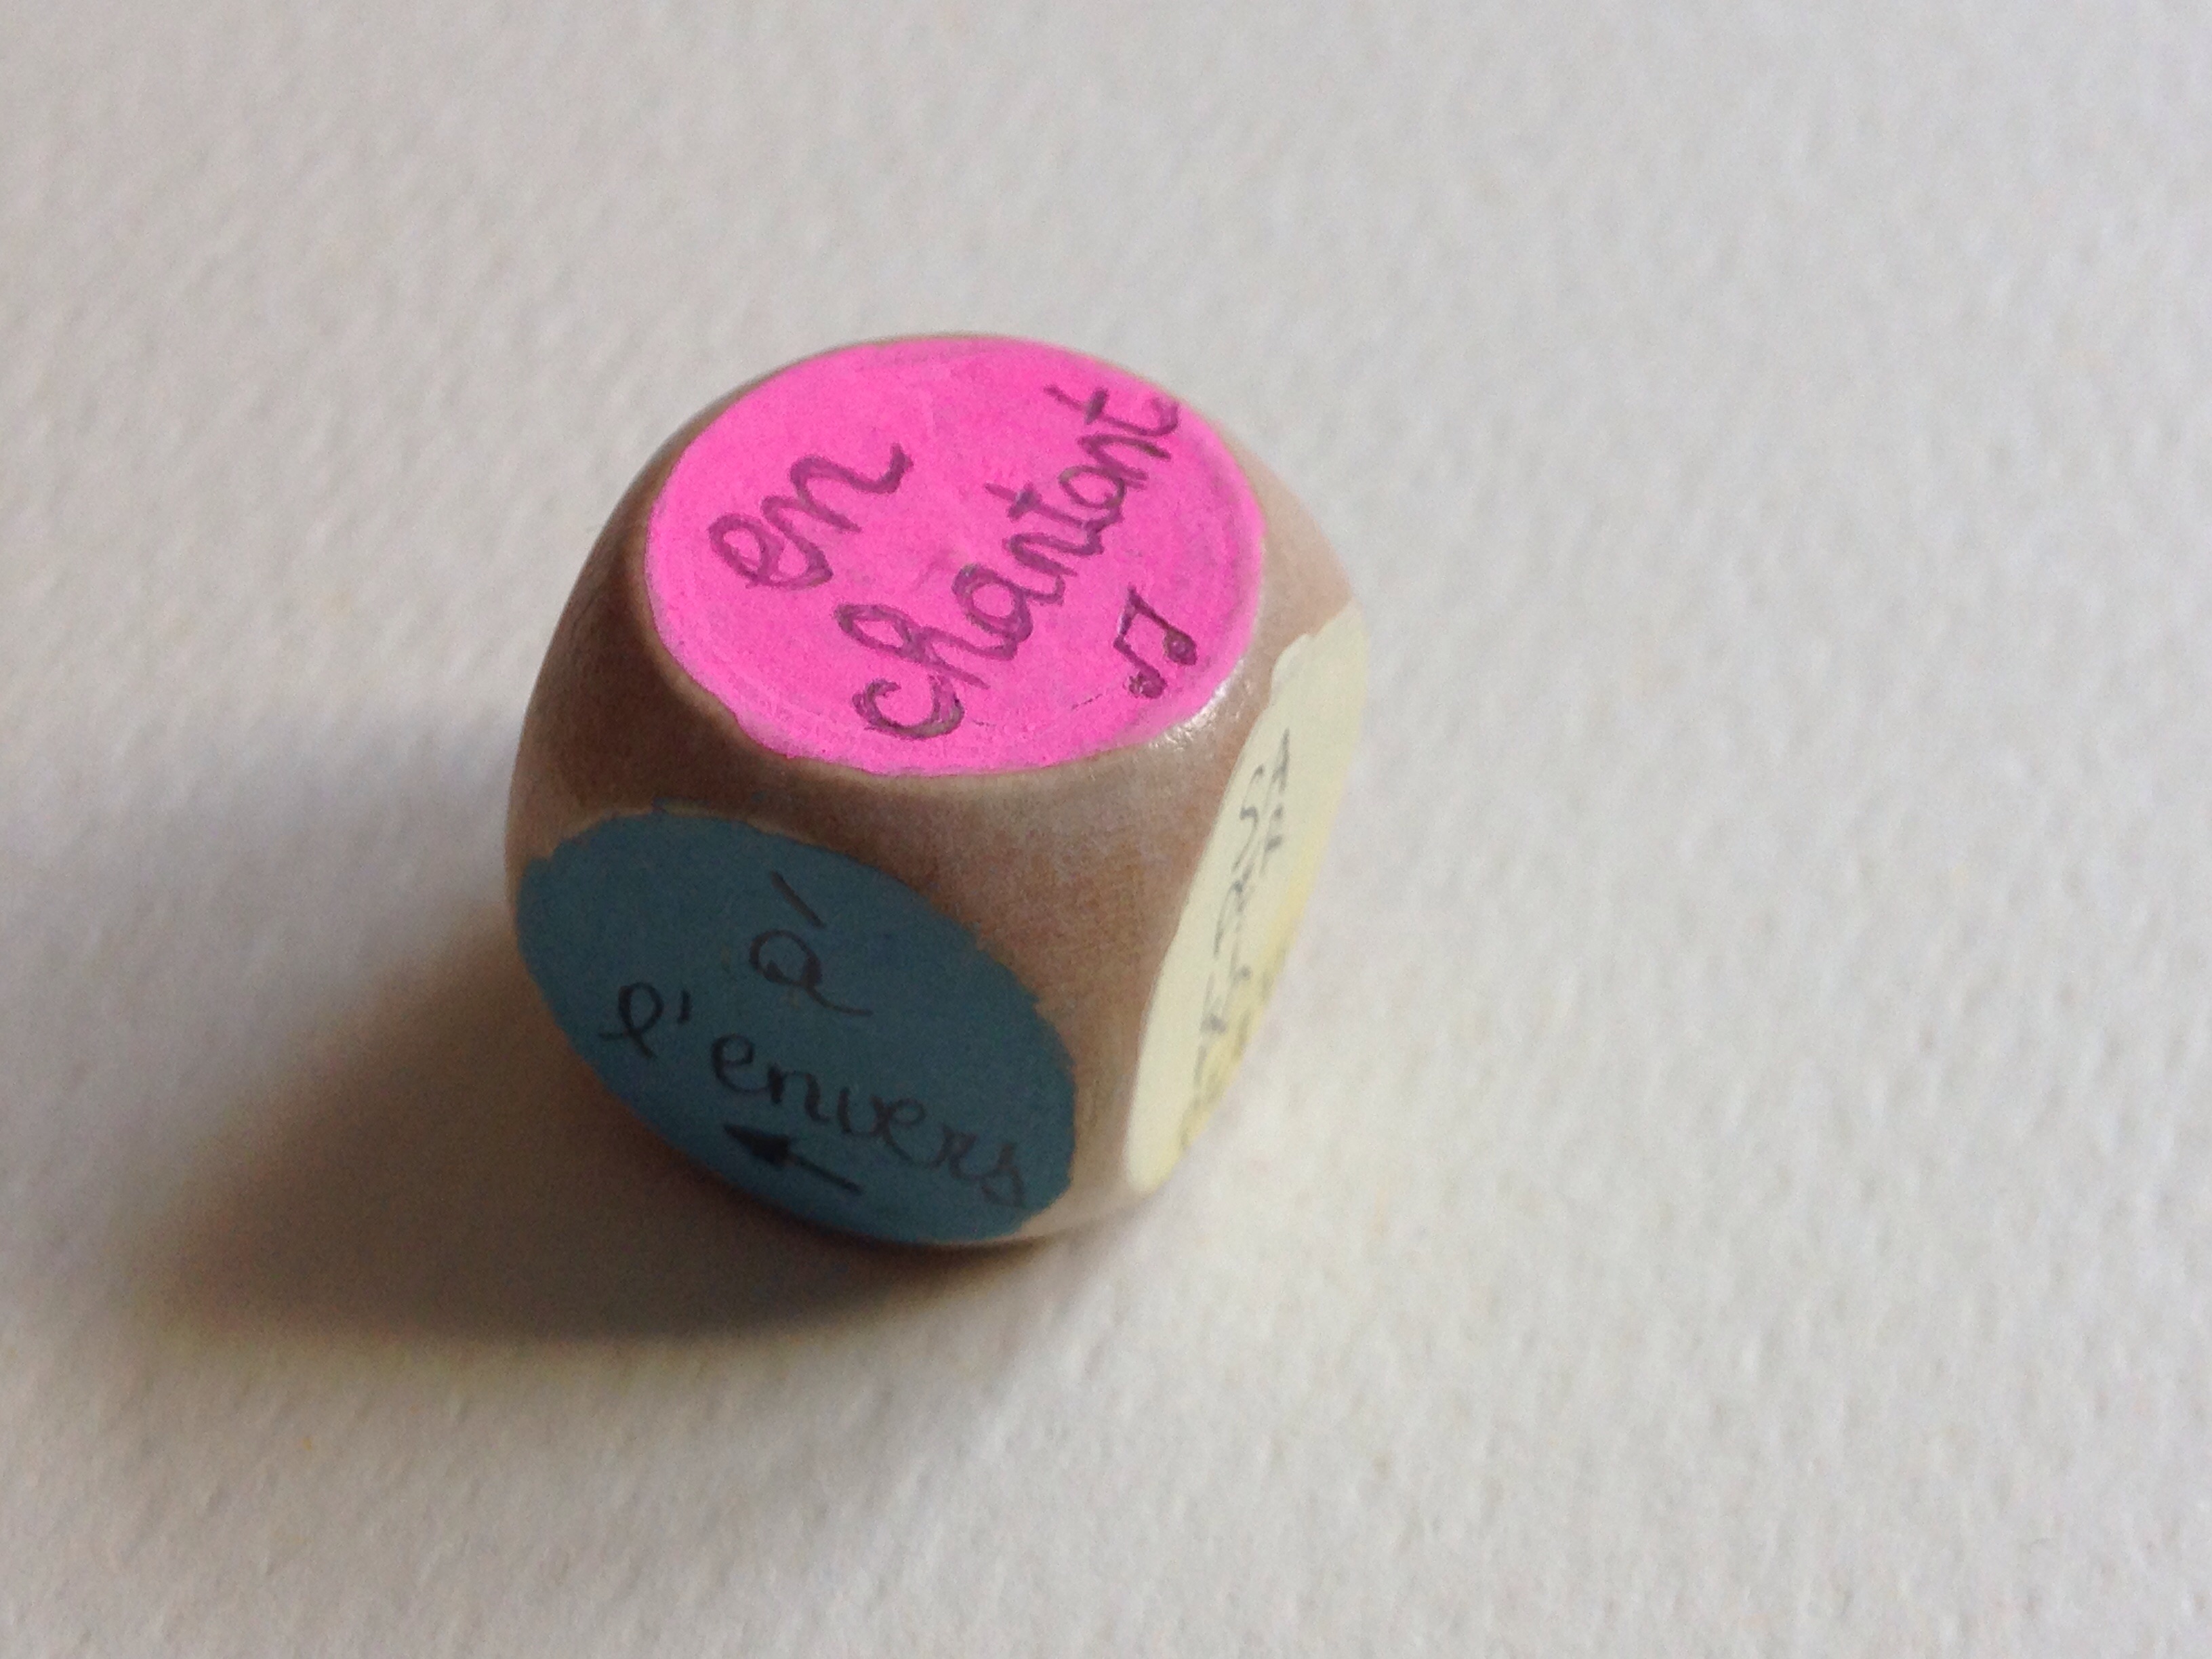 en
chantant
à
l'envers